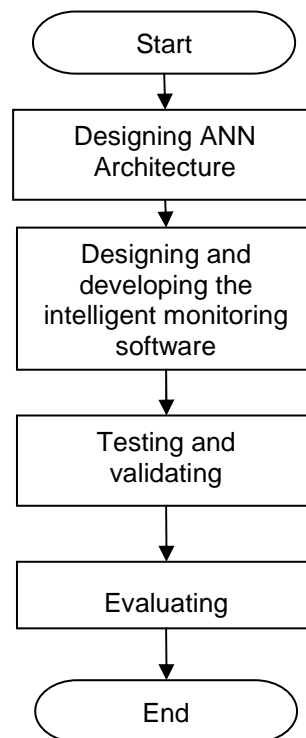 Start
Designing ANN
Architecture
Designing and
developing the
intelligent monitoring
software
Testing and
validating
Evaluating
End